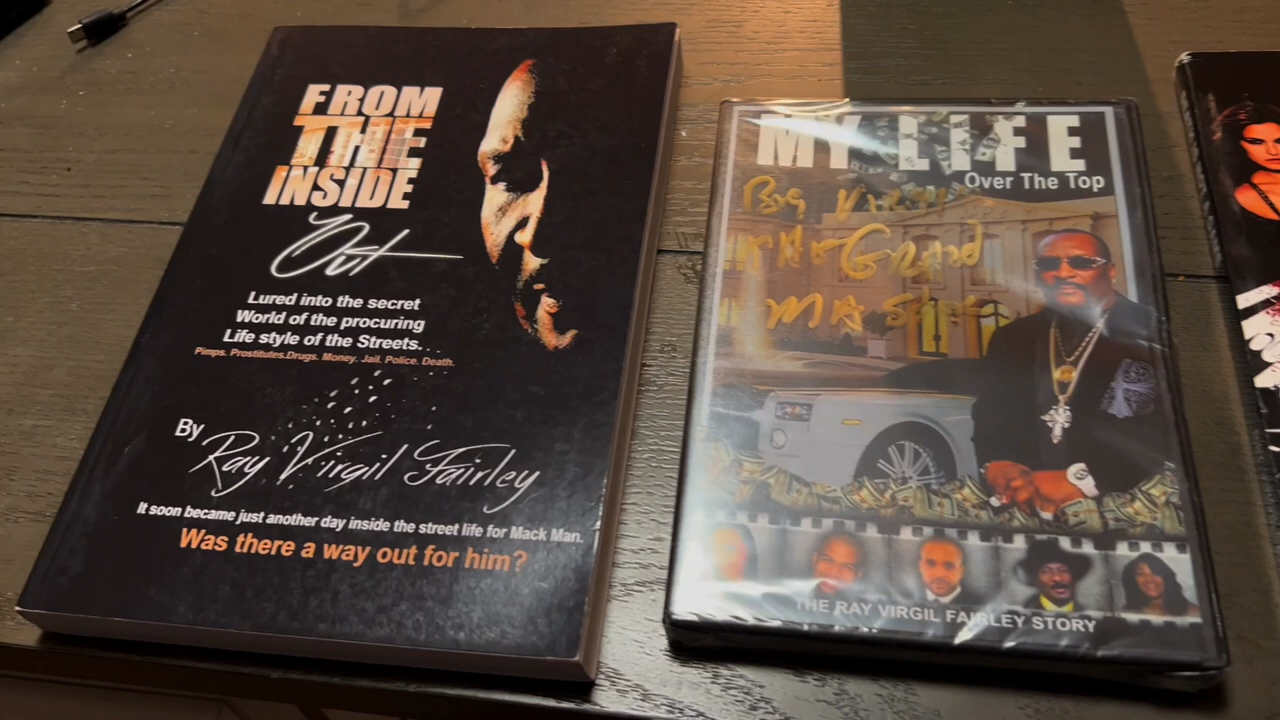 FROM
THE
INSIDE
Out
Lured into the secret
World of the procuring
Life style of the Streets.
Pimps. Prostitutes.Drugs. Money. Jail. Police. Death.
By
Ray Virgil Fairley
It soon became just another day inside the street life for Mack Man.
Was there a way out for him?
MY LIFE
Over The Top
Big Virgil
Grand
THE RAY VIRGIL FAIRLEY STORY